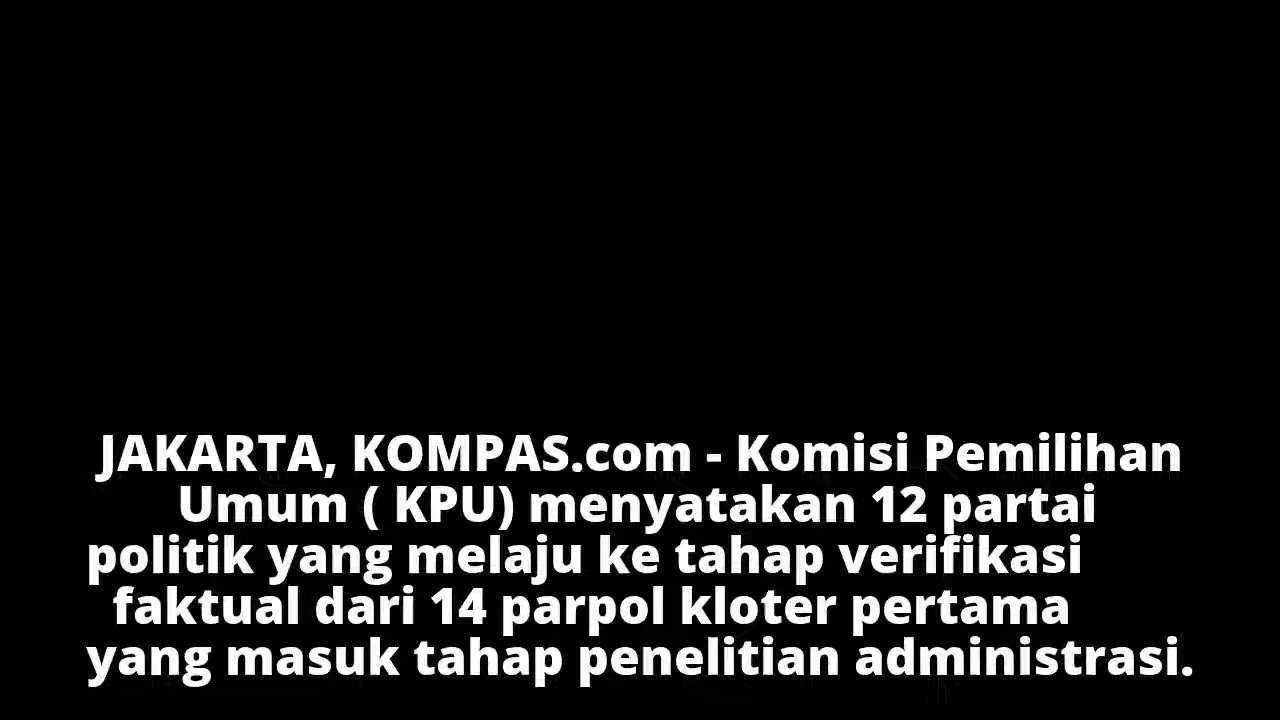 JAKARTA, KOMPAS.com - Komisi Pemilihan
Umum ( KPU) menyatakan 12 partai
politik yang melaju ke tahap verifikasi
faktual dari 14 parpol kloter pertama
yang masuk tahap penelitian administrasi.